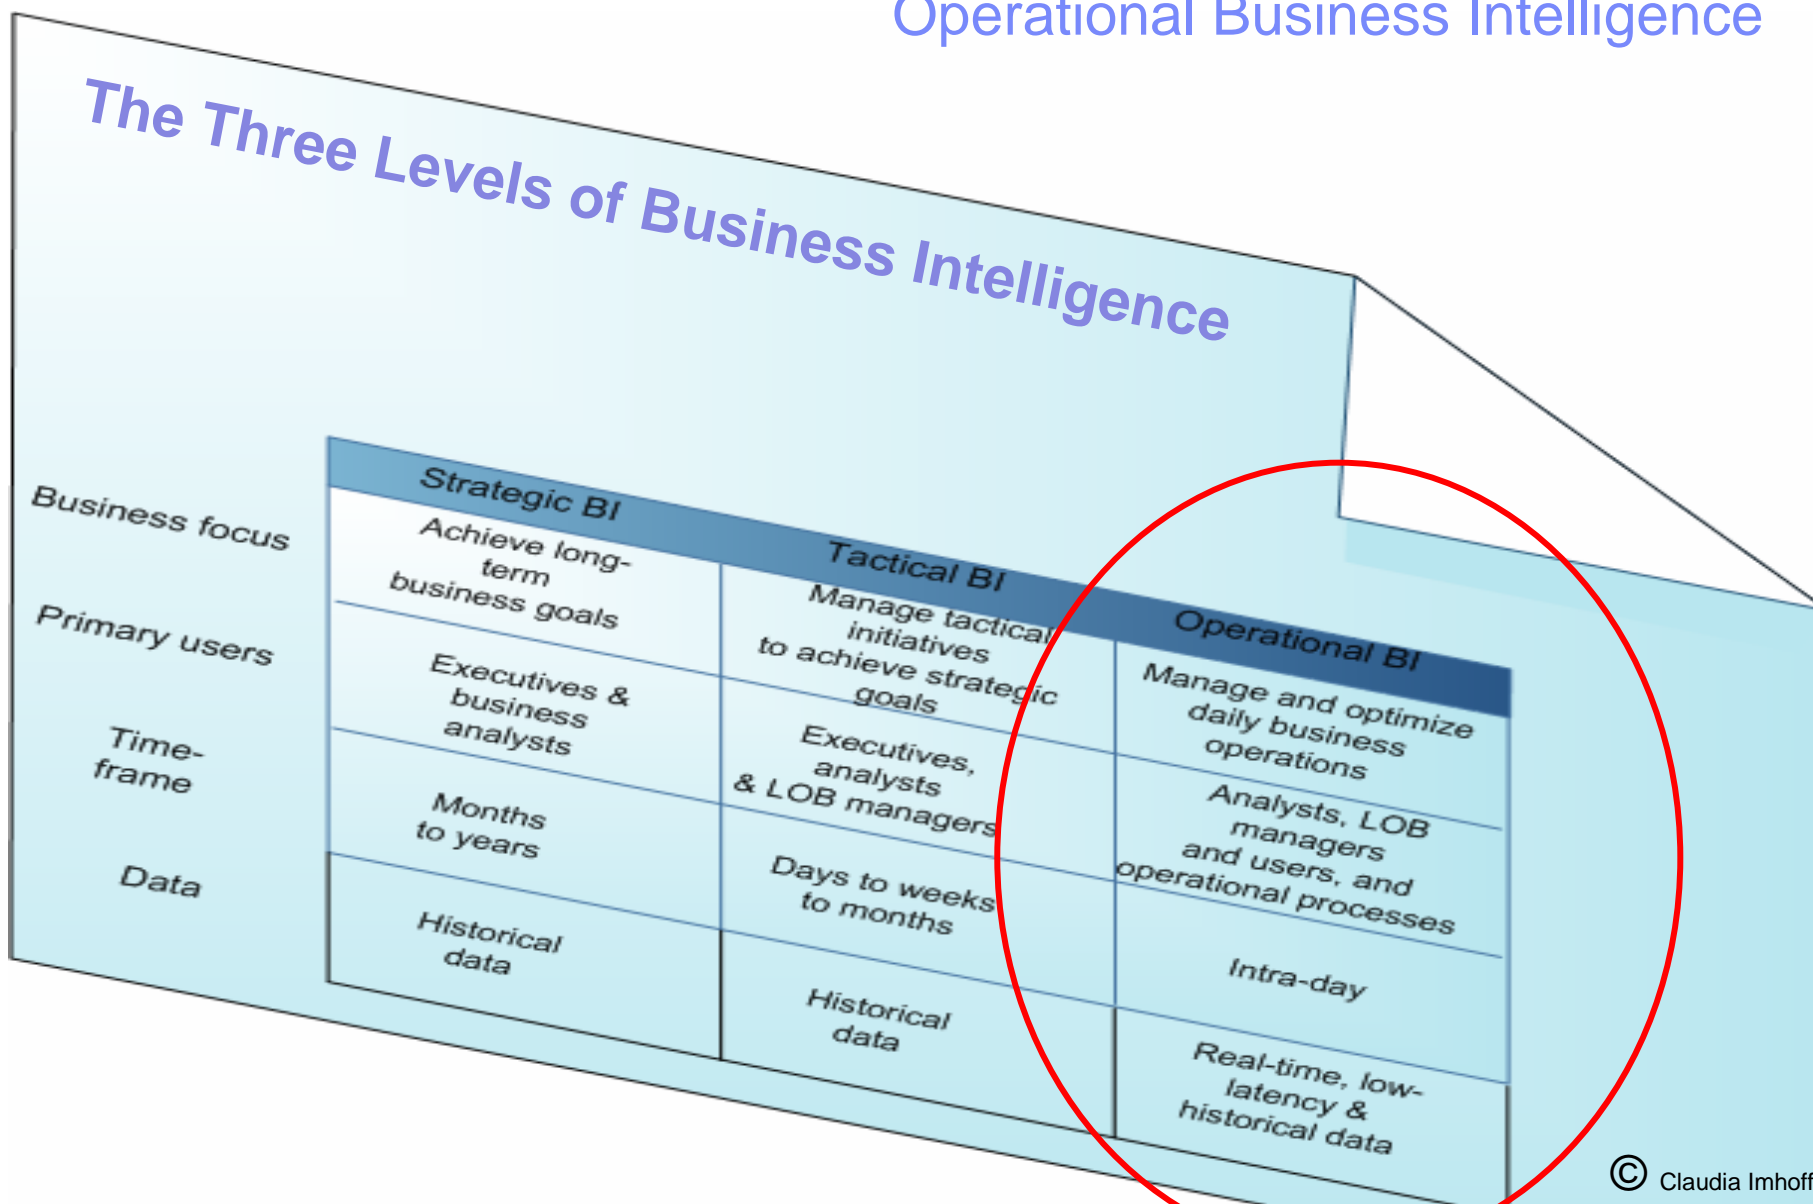 Operational Business Intelligence
The Three Levels of Business Intelligence
Strategic BI
Tactical BI
Operational BI
Business focus
Achieve long-
term
business goals
Manage tactical
initiatives
to achieve strategic
goals
Manage and optimize
daily business
operations
Primary users
Executives &
business
analysts
Executives,
analysts
& LOB managers
Analysts, LOB
managers
and users, and
operational processes
Time-
frame
Months
to years
Days to weeks
to months
Intra-day
Data
Historical
data
Historical
data
Real-time, low-
latency &
historical data
© Claudia Imhoff